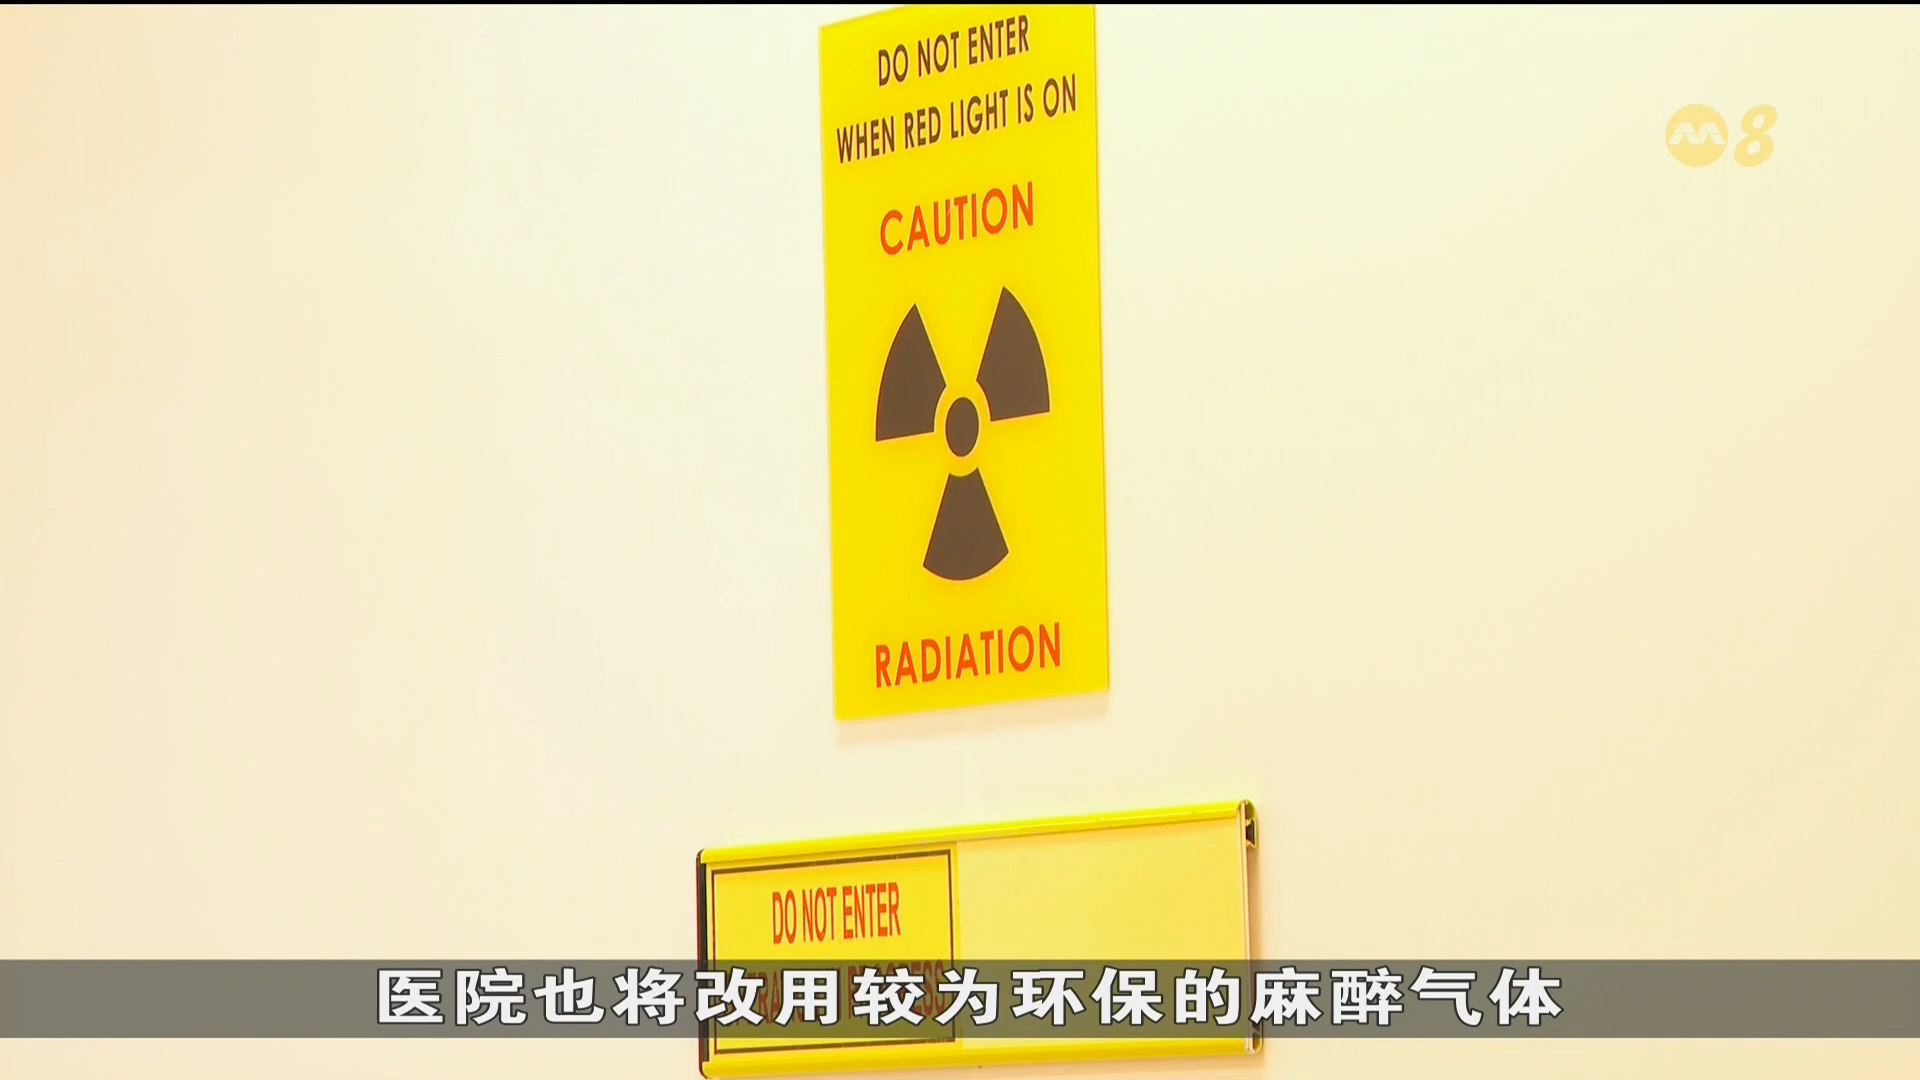 DO NOT ENTER
WHEN RED LIGHT IS ON
CAUTION
8
RADIATION
DO NOT ENTER
医院也将改用较为环保的麻醉气体